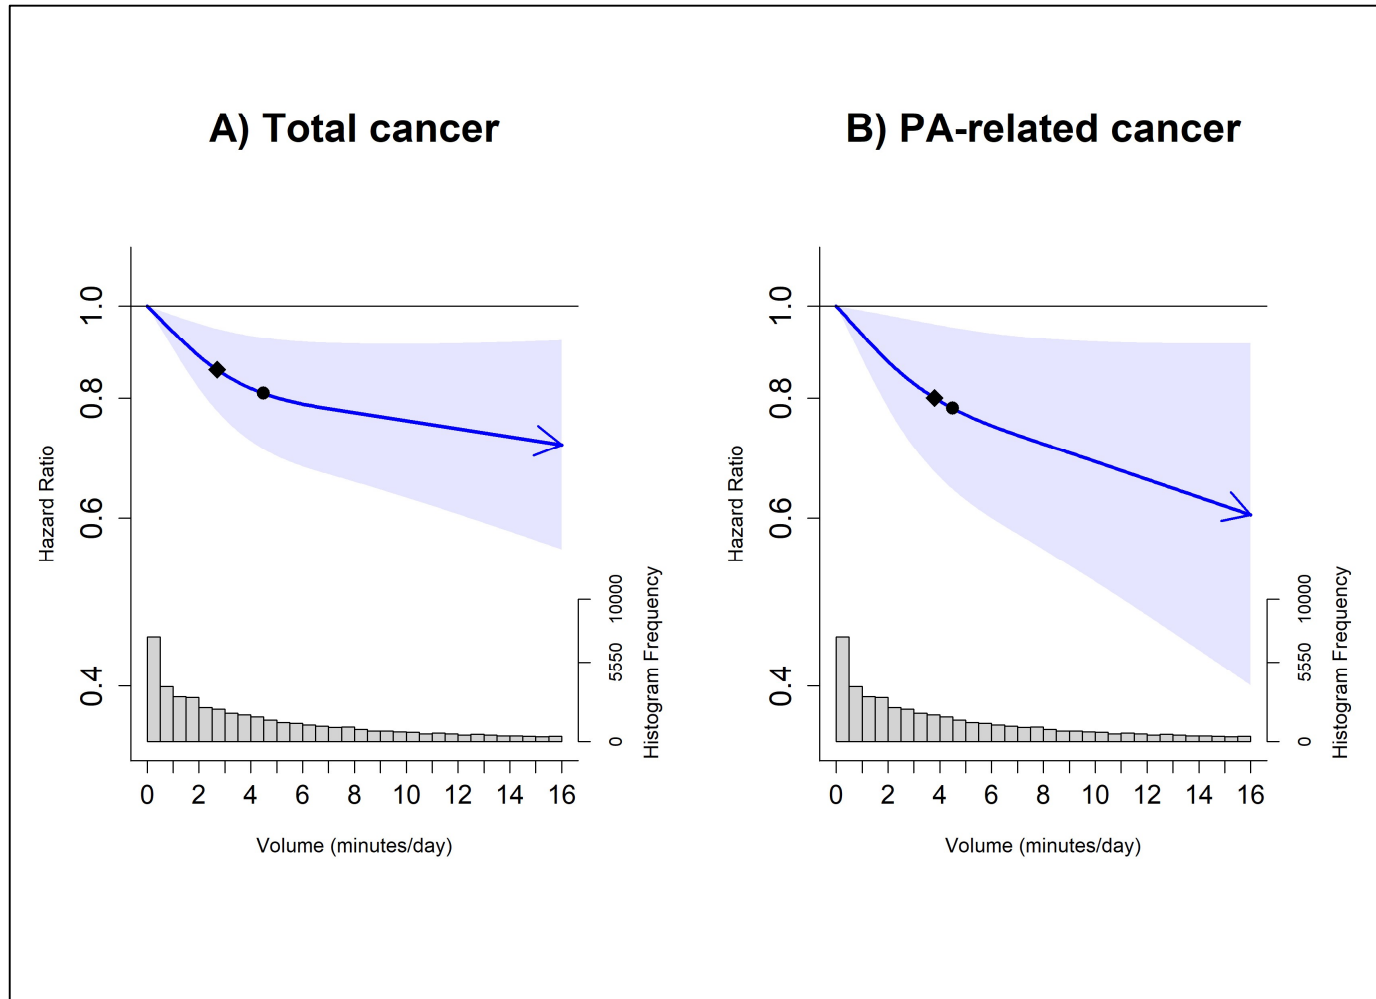 A) Total cancer
Hazard Ratio
1.0
0.8
0.6
0.4
10000
5550
0
Histogram Frequency
0 2 4 6 8 10 12 14 16
Volume (minutes/day)
B) PA-related cancer
Hazard Ratio
1.0
0.8
0.6
0.4
10000
5550
0
Histogram Frequency
0 2 4 6 8 10 12 14 16
Volume (minutes/day)